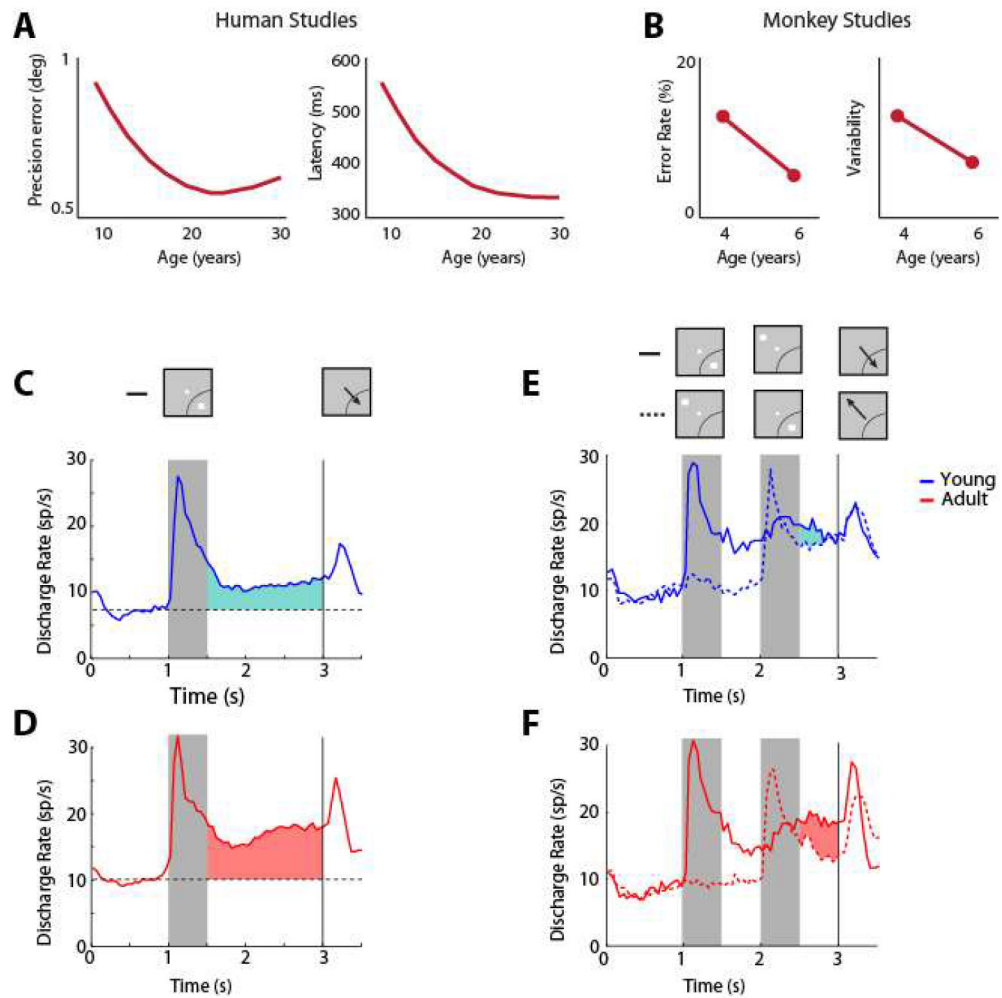 A
Human Studies
B
Monkey Studies
Precision error (deg)
1
0.5
10 20 30
Age (years)
Latency (ms)
600
500
400
300
10 20 30
Age (years)
Error Rate (%)
20
0
4 6
Age (years)
Variability
4 6
Age (years)
C
Discharge Rate (sp/s)
30
20
10
0
0 1 2 3
Time (s)
E
Discharge Rate (sp/s)
30
20
10
0
0 1 2 3
Time (s)
Young
Adult
D
Discharge Rate (sp/s)
30
20
10
0
0 1 2 3
Time (s)
F
Discharge Rate (sp/s)
30
20
10
0
0 1 2 3
Time (s)